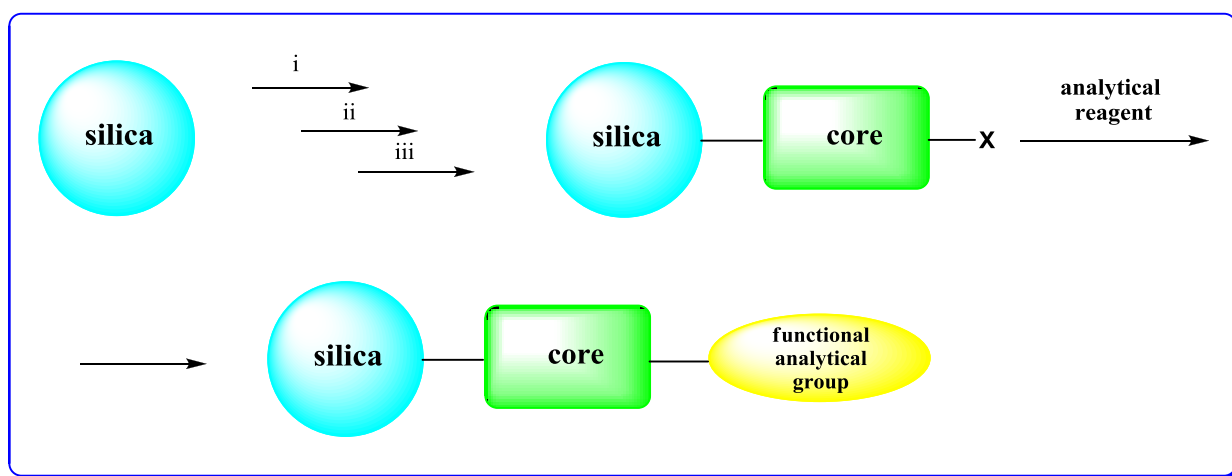 i
ii
iii
silica
silica
core
X
analytical
reagent
silica
core
functional
analytical
group